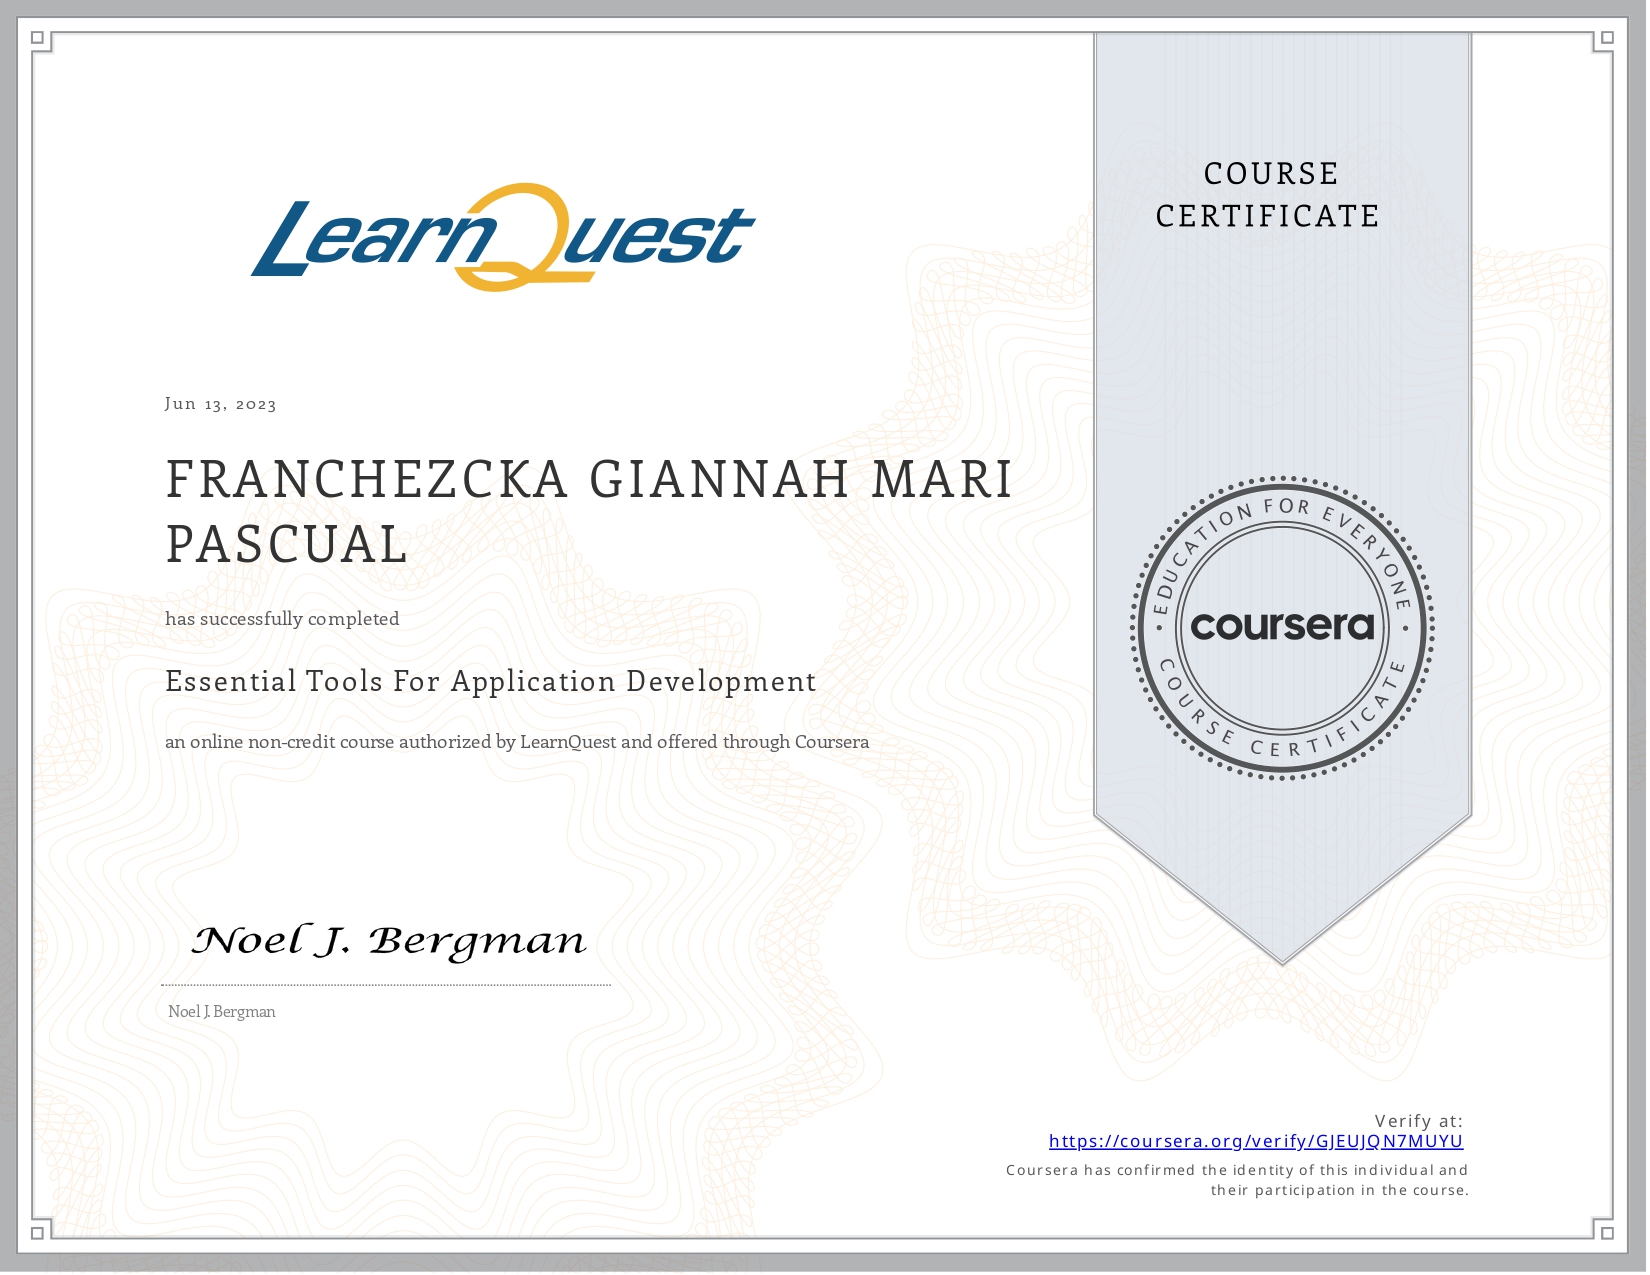 LearnQuest
COURSE
CERTIFICATE
Jun 13, 2023
FRANCHEZCKA GIANNAH MARI
PASCUAL
has successfully completed
Essential Tools For Application Development
an online non-credit course authorized by LearnQuest and offered through Coursera
EDUCATION FOR EVERYONE
coursera
COURSE CERTIFICATE
Noel J. Bergman
Noel J. Bergman
Verify at:
https://coursera.org/verify/GJEUJQN7MUYU
Coursera has confirmed the identity of this individual and
their participation in the course.